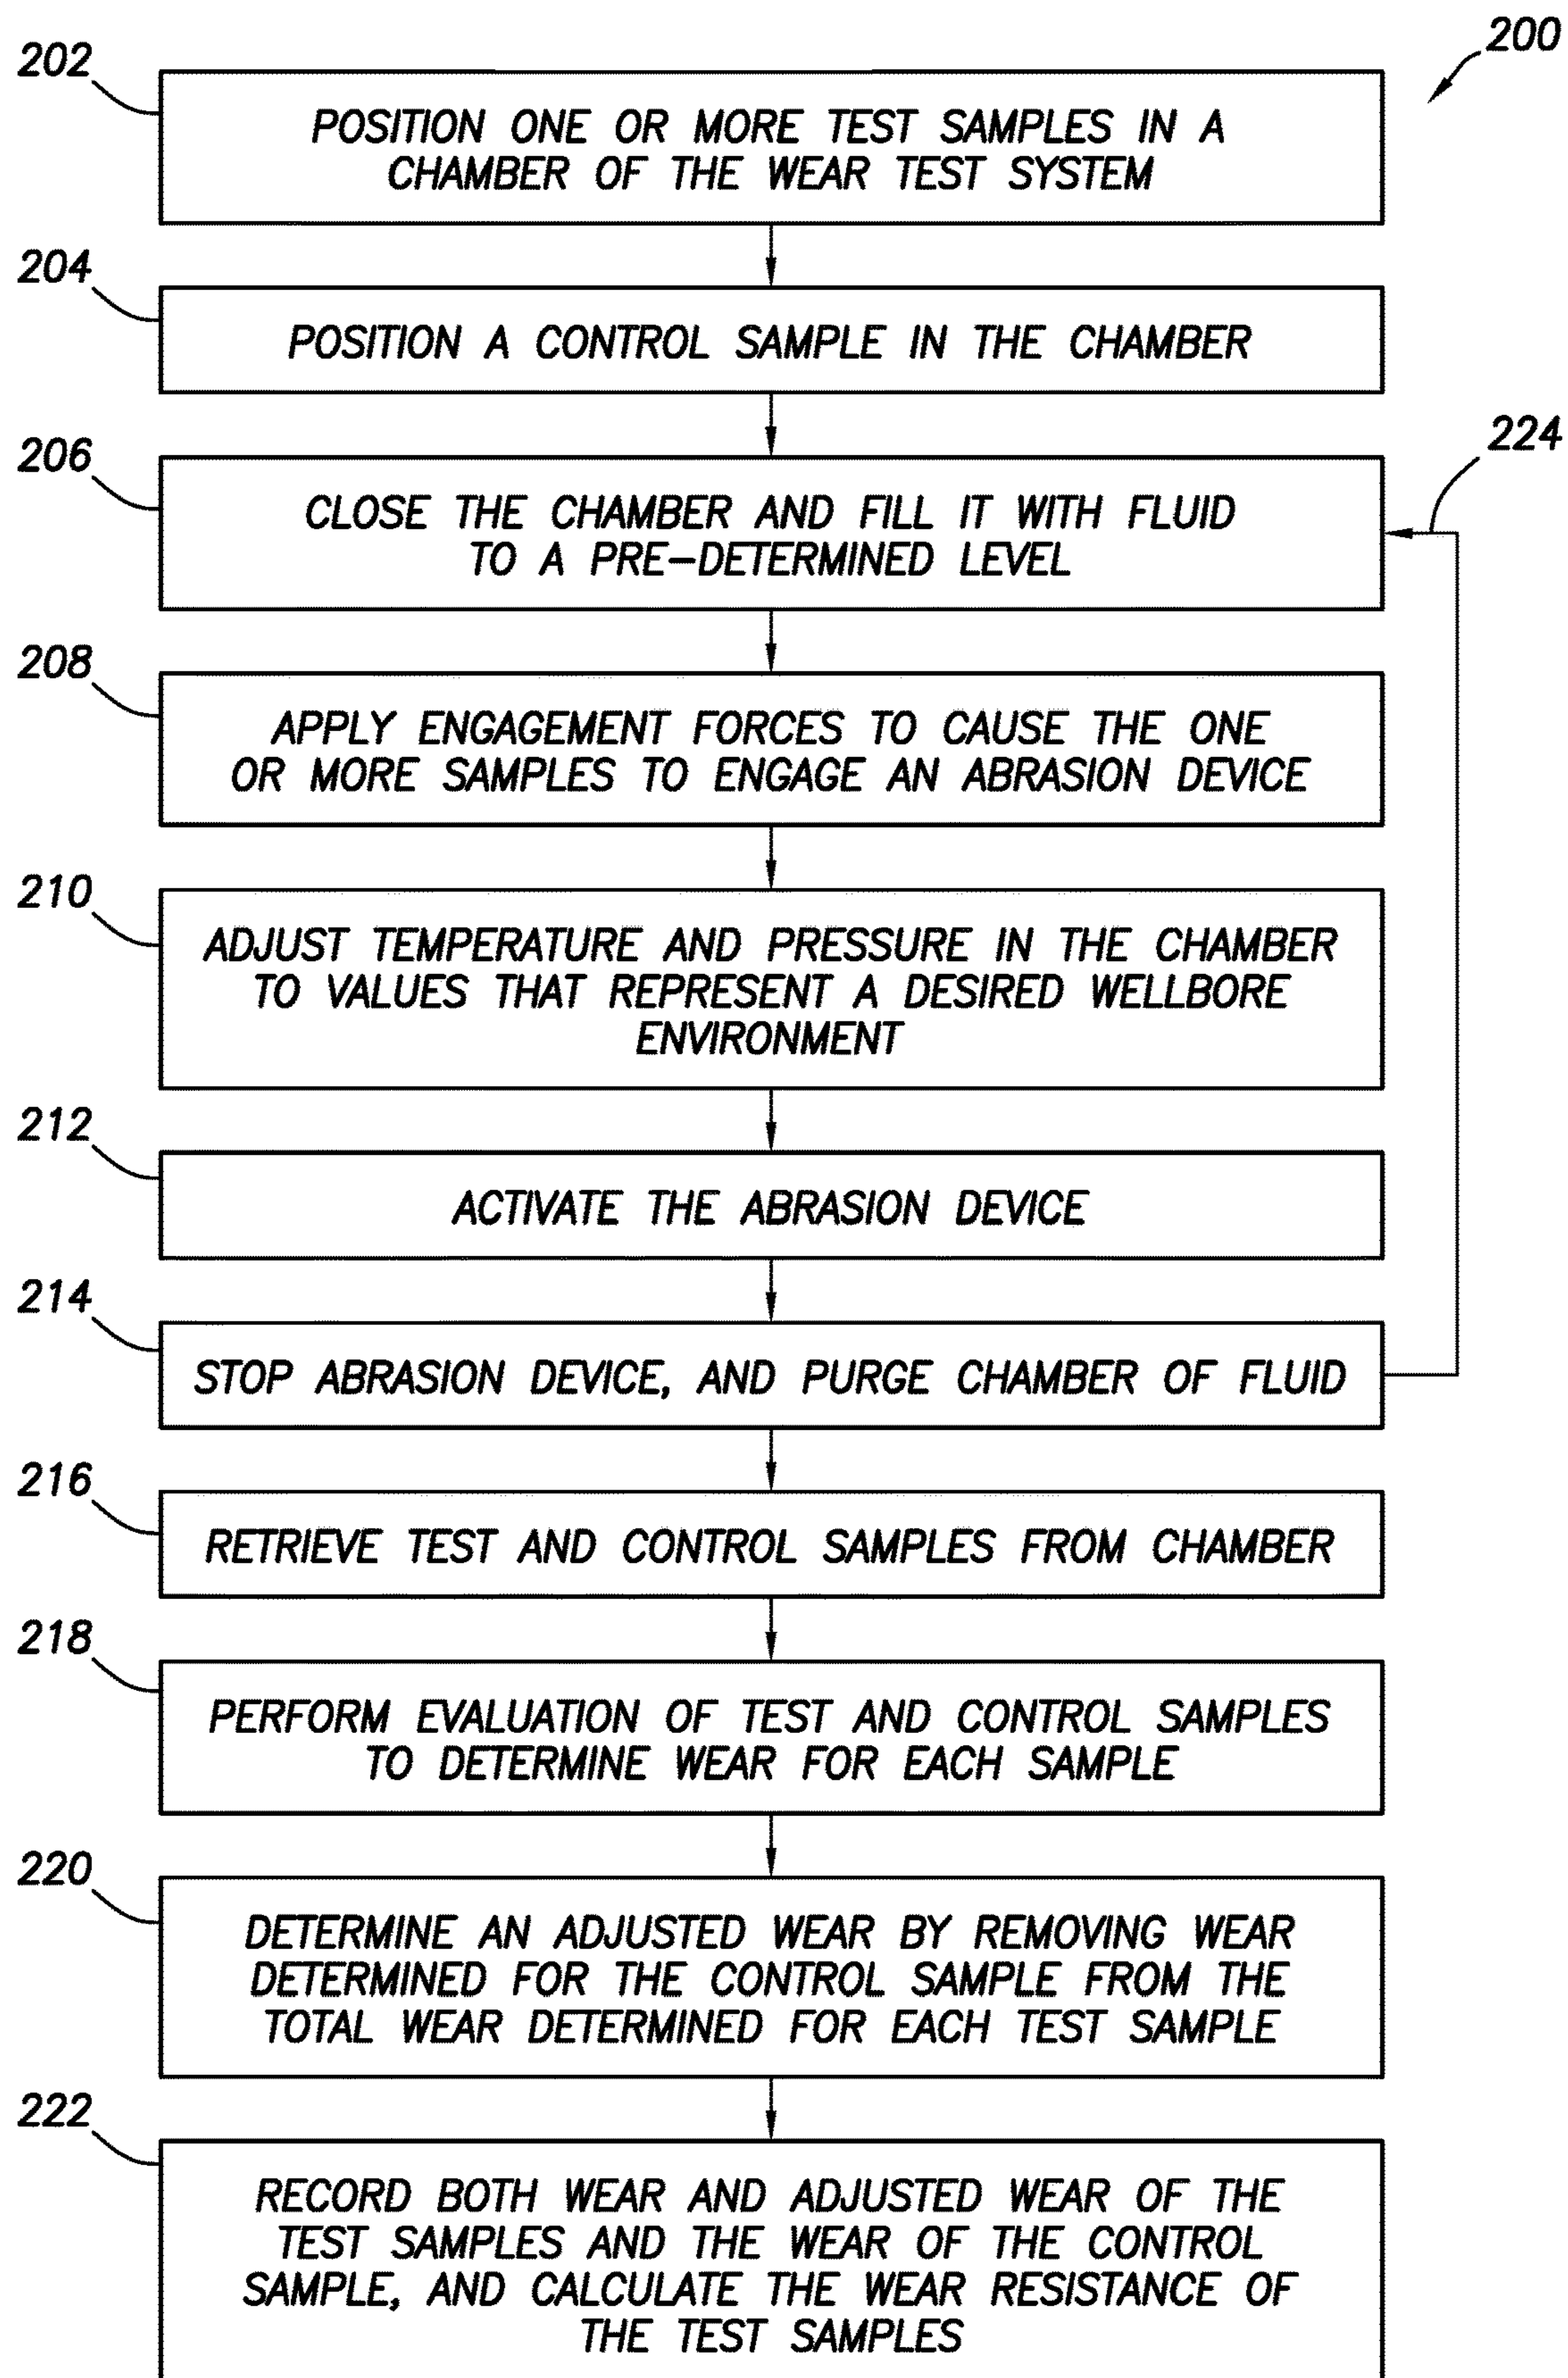 200
202
POSITION ONE OR MORE TEST SAMPLES IN A
CHAMBER OF THE WEAR TEST SYSTEM
204
POSITION A CONTROL SAMPLE IN THE CHAMBER
206
224
CLOSE THE CHAMBER AND FILL IT WITH FLUID
TO A PRE-DETERMINED LEVEL
208
APPLY ENGAGEMENT FORCES TO CAUSE THE ONE
OR MORE SAMPLES TO ENGAGE AN ABRASION DEVICE
210
ADJUST TEMPERATURE AND PRESSURE IN THE CHAMBER
TO VALUES THAT REPRESENT A DESIRED WELLBORE
ENVIRONMENT
212
ACTIVATE THE ABRASION DEVICE
214
STOP ABRASION DEVICE, AND PURGE CHAMBER OF FLUID
216
RETRIEVE TEST AND CONTROL SAMPLES FROM CHAMBER
218
PERFORM EVALUATION OF TEST AND CONTROL SAMPLES
TO DETERMINE WEAR FOR EACH SAMPLE
220
DETERMINE AN ADJUSTED WEAR BY REMOVING WEAR
DETERMINED FOR THE CONTROL SAMPLE FROM THE
TOTAL WEAR DETERMINED FOR EACH TEST SAMPLE
222
RECORD BOTH WEAR AND ADJUSTED WEAR OF THE
TEST SAMPLES AND THE WEAR OF THE CONTROL
SAMPLE, AND CALCULATE THE WEAR RESISTANCE OF
THE TEST SAMPLES